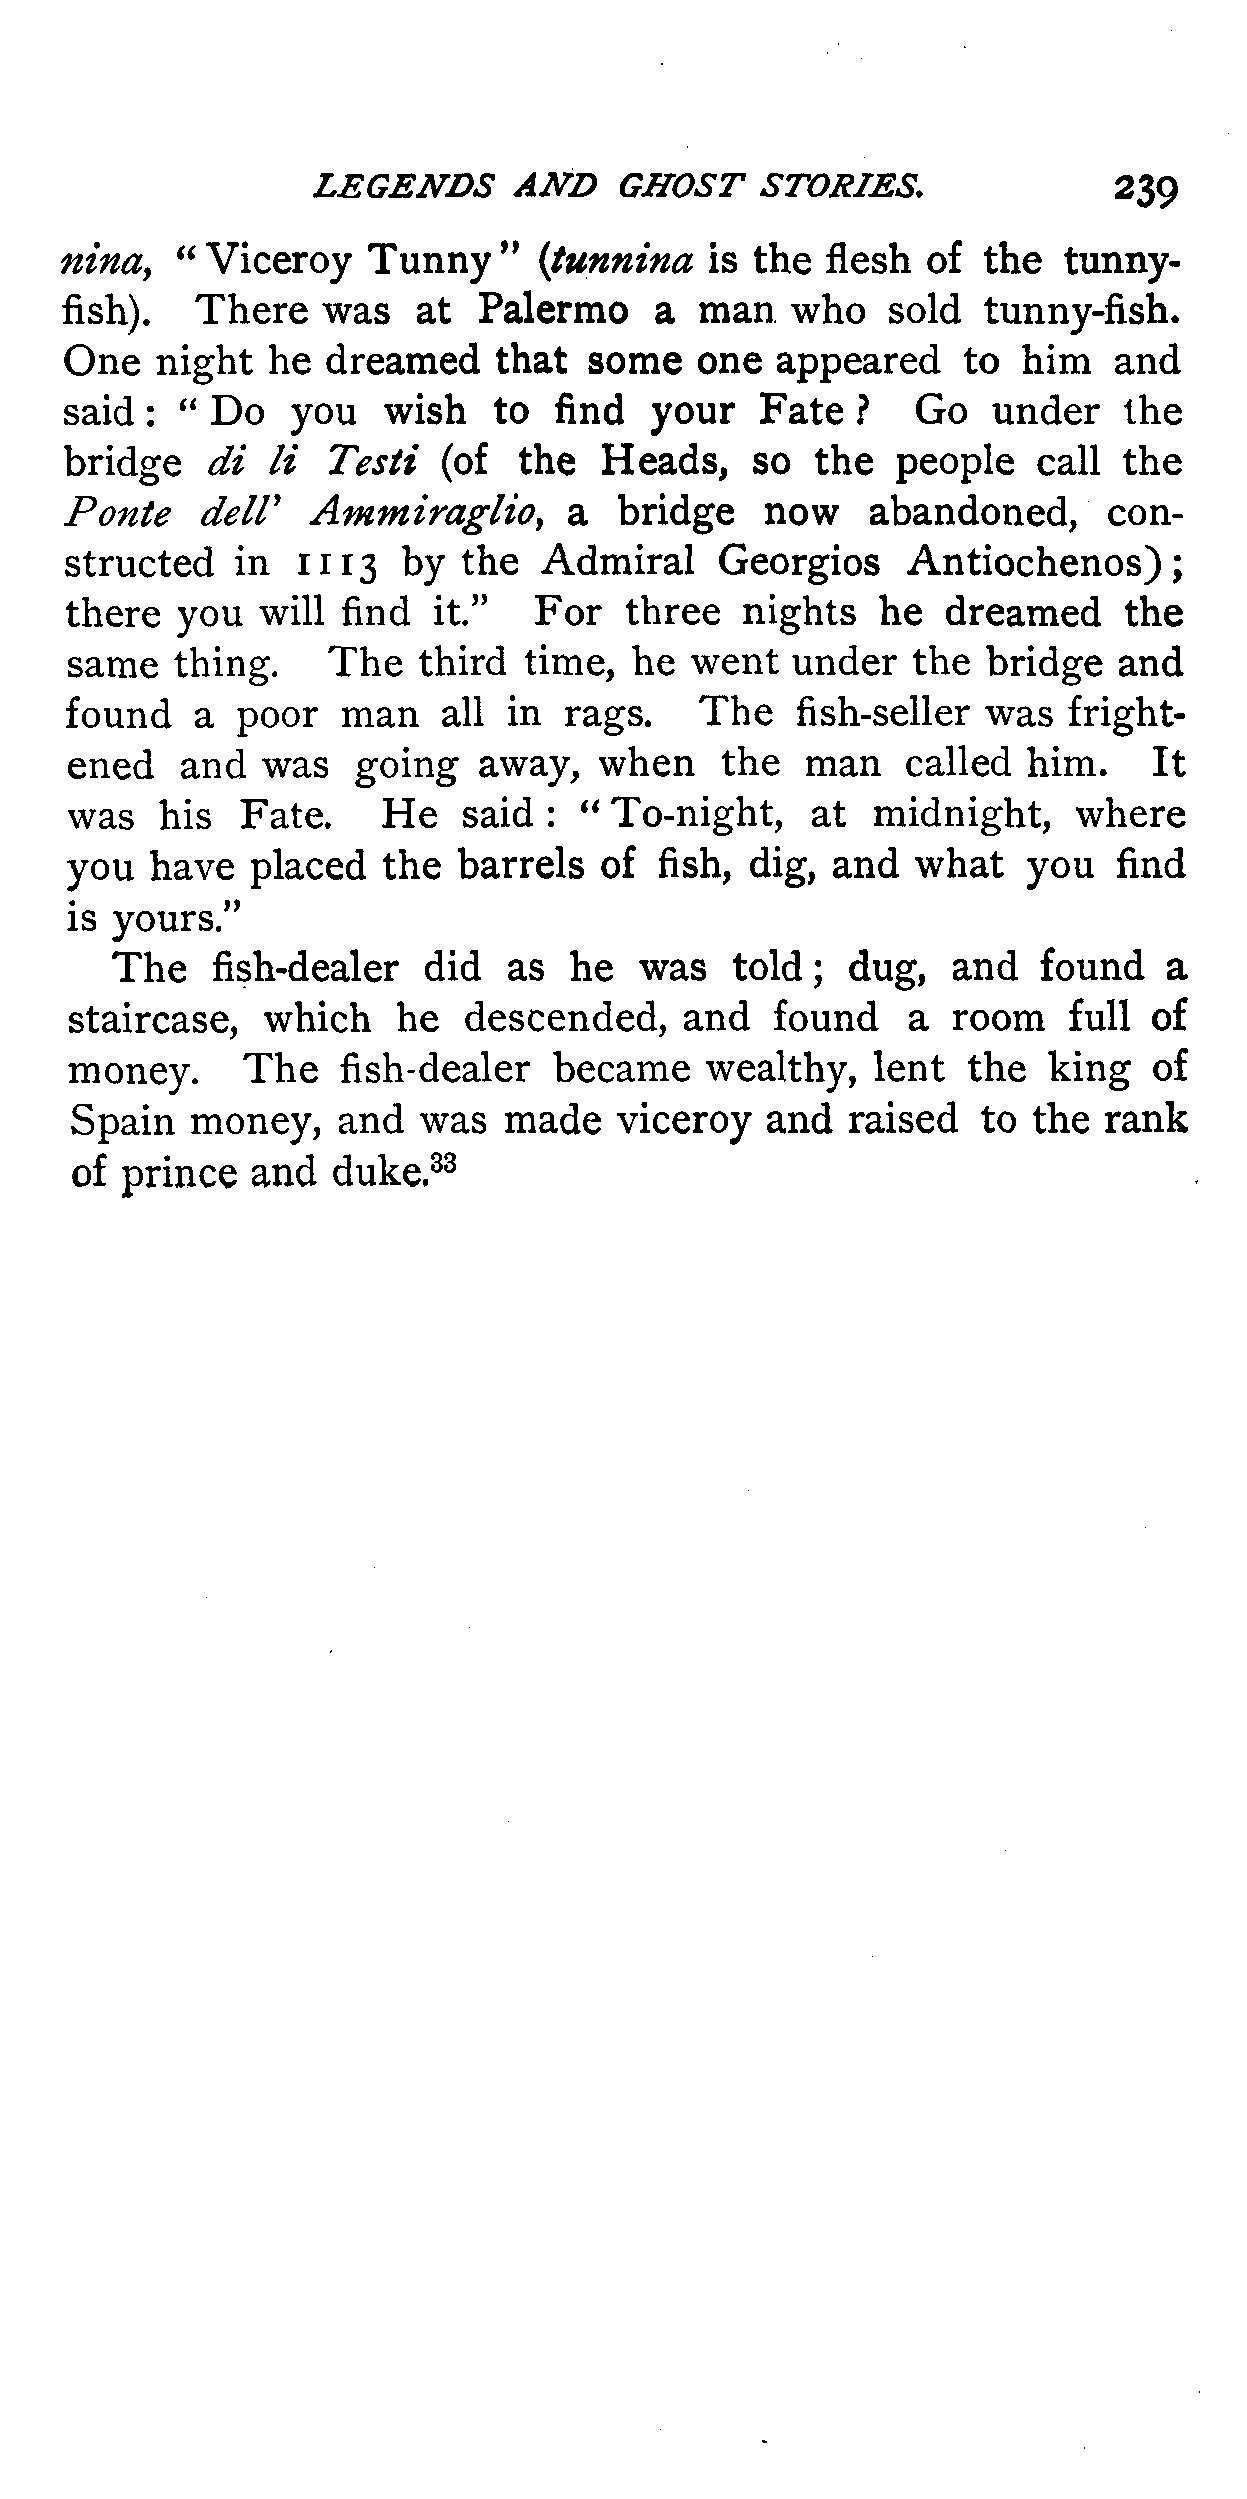 LEGENDS AND GHOST STORIES. 239
nina, “Viceroy Tunny” (tunnina is the flesh of the tunny-
fish). There was at Palermo a man who sold tunny-fish.
One night he dreamed that some one appeared to him and
said: “Do you wish to find your Fate? Go under the
bridge di li Testi (of the Heads, so the people call the
Ponte dell' Ammiraglio, a bridge now abandoned, con-
structed in 1113 by the Admiral Georgios Antiochenos);
there you will find it.” For three nights he dreamed the
same thing. The third time, he went under the bridge and
found a poor man all in rags. The fish-seller was fright-
ened and was going away, when the man called him. It
was his Fate. He said: “To-night, at midnight, where
you have placed the barrels of fish, dig, and what you find
is yours.”
The fish-dealer did as he was told; dug, and found a
staircase, which he descended, and found a room full of
money. The fish-dealer became wealthy, lent the king of
Spain money, and was made viceroy and raised to the rank
of prince and duke.³³